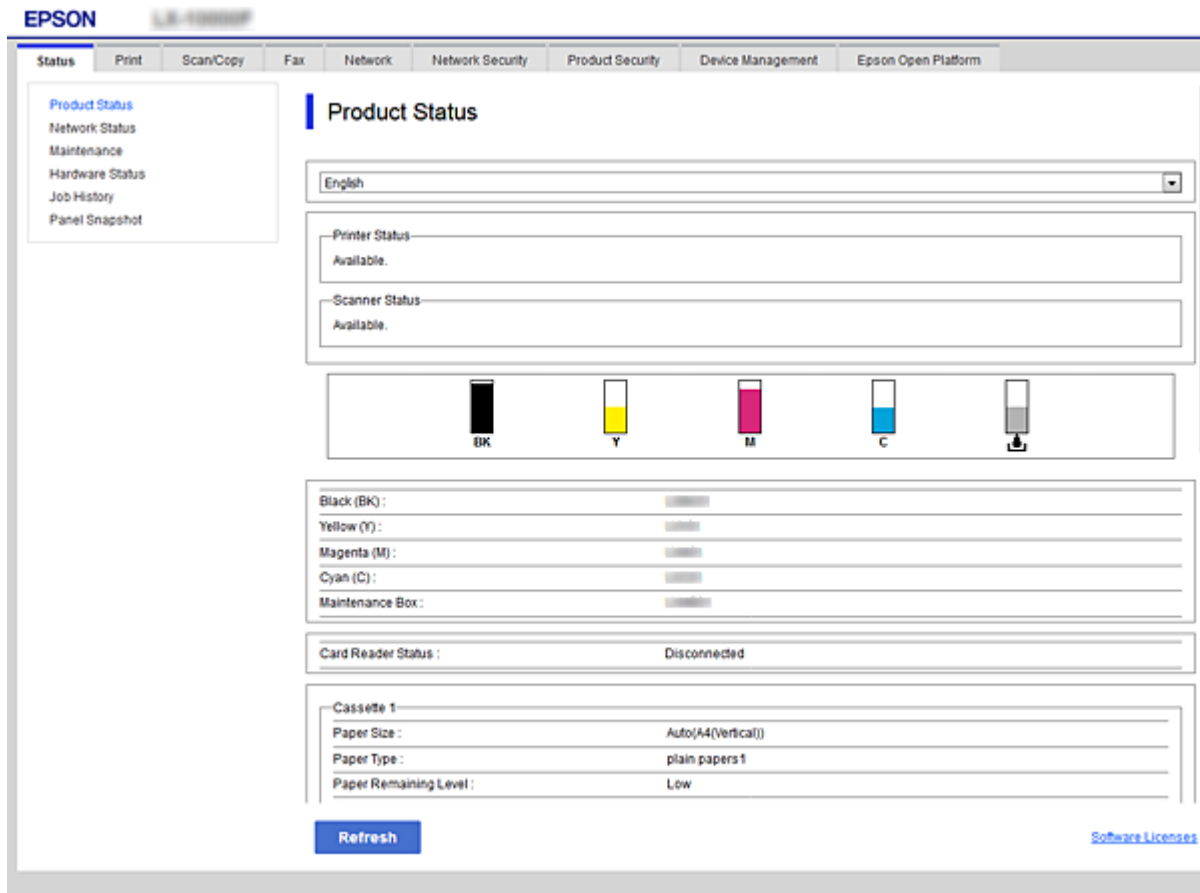 EPSON
Status Print Scan/Copy Fax Network Network Security Product Security Device Management Epson Open Platform
Product Status
Network Status
Maintenance
Hardware Status
Job History
Panel Snapshot
Product Status
English
Printer Status
Available.
Scanner Status
Available.
BK Y M C
Black (BK) :
Yellow (Y) :
Magenta (M) :
Cyan (C) :
Maintenance Box :
Card Reader Status : Disconnected
Cassette 1
Paper Size : Auto(A4(Vertical))
Paper Type : plain papers1
Paper Remaining Level : Low
Refresh
Software Licenses